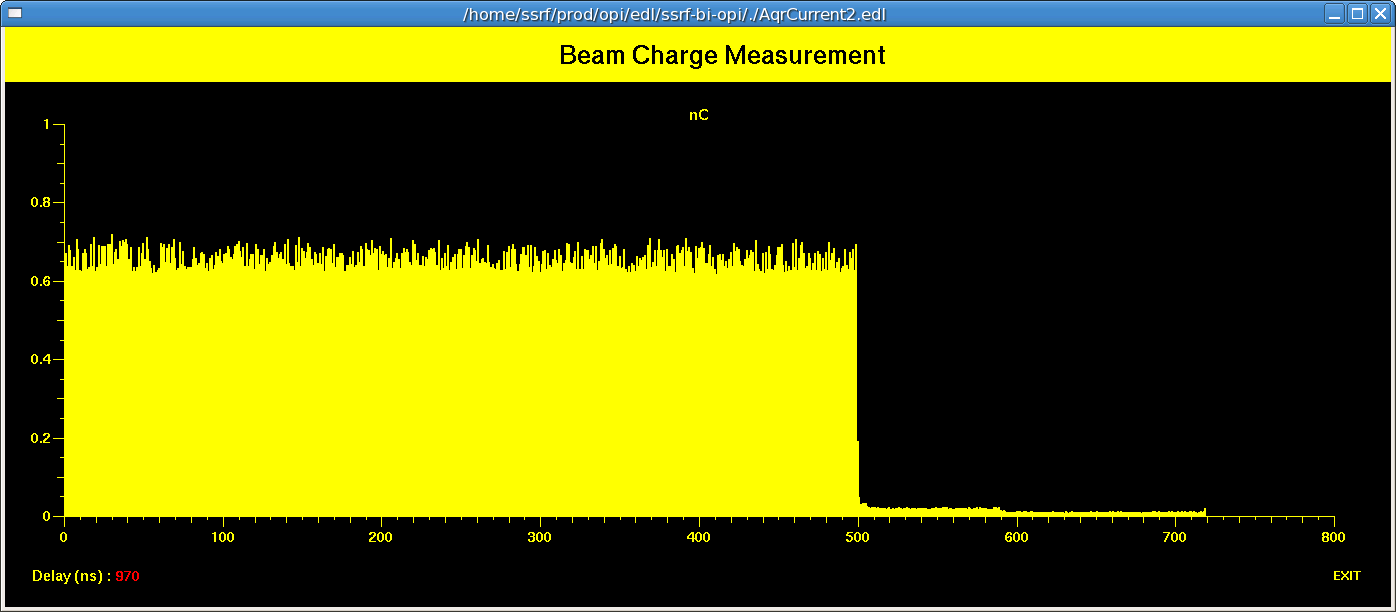 /home/ssrf/prod/opi/edl/ssrf-bi-opi/./AqrCurrent2.edl
Beam Charge Measurement
nC
1
0.8
0.6
0.4
0.2
0
0 100 200 300 400 500 600 700 800
Delay (ns) : 970
EXIT